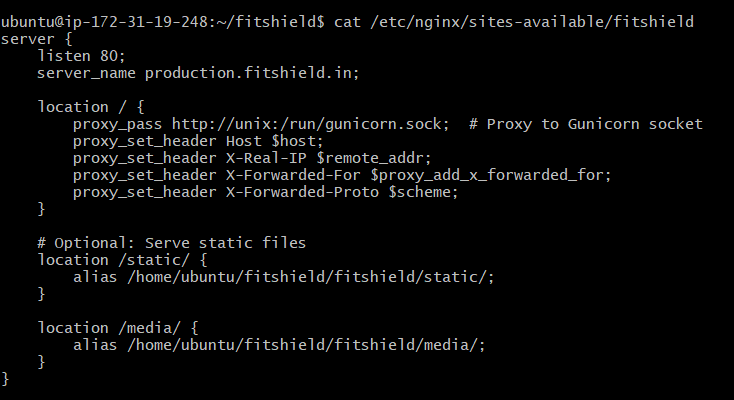 ubuntu@ip-172-31-19-248:~/fitshield$ cat /etc/nginx/sites-available/fitshield
server {
    listen 80;
    server_name production.fitshield.in;

    location / {
        proxy_pass http://unix:/run/gunicorn.sock;  # Proxy to Gunicorn socket
        proxy_set_header Host $host;
        proxy_set_header X-Real-IP $remote_addr;
        proxy_set_header X-Forwarded-For $proxy_add_x_forwarded_for;
        proxy_set_header X-Forwarded-Proto $scheme;
    }

    # Optional: Serve static files
    location /static/ {
        alias /home/ubuntu/fitshield/fitshield/static/;
    }

    location /media/ {
        alias /home/ubuntu/fitshield/fitshield/media/;
    }
}